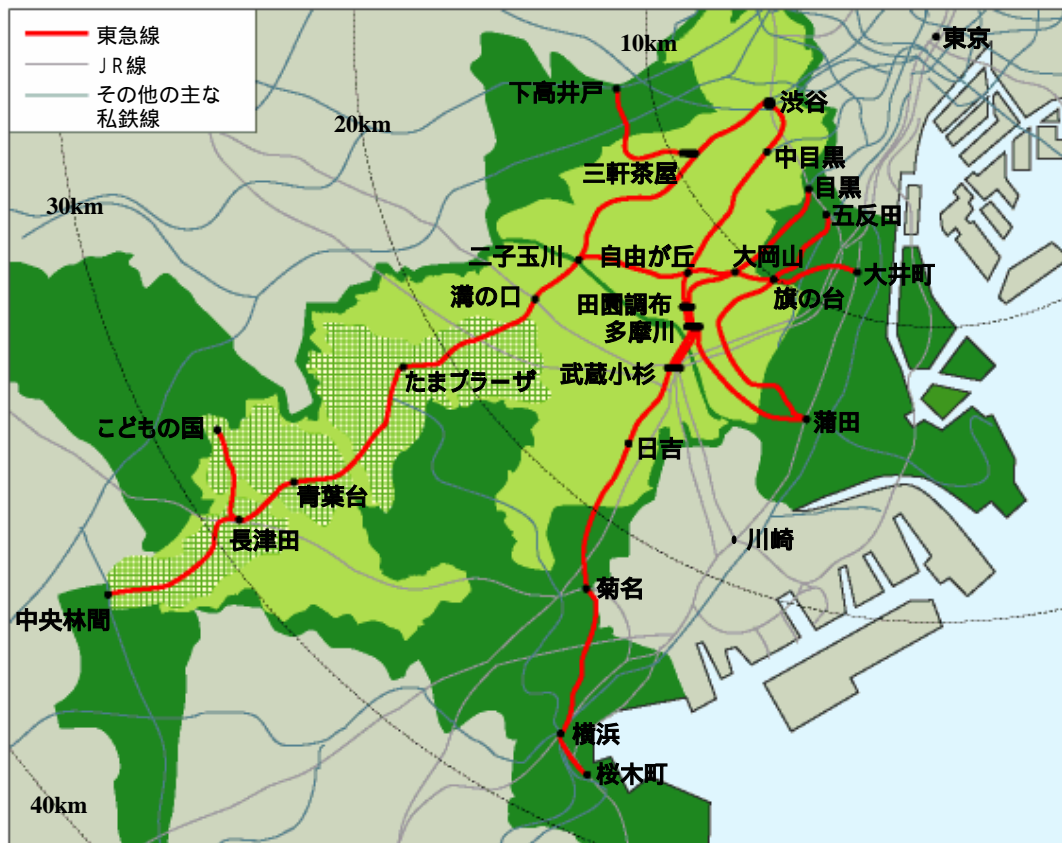 東急線
JR線
その他の主な
私鉄線
10km
東京
下高井戸
渋谷
20km
三軒茶屋
中目黒
目黒
30km
五反田
二子玉川
自由が丘
大岡山
大井町
溝の口
田園調布
旗の台
多摩川
武蔵小杉
たまプラーザ
こどもの国
蒲田
日吉
青葉台
長津田
川崎
菊名
中央林間
横浜
桜木町
40km